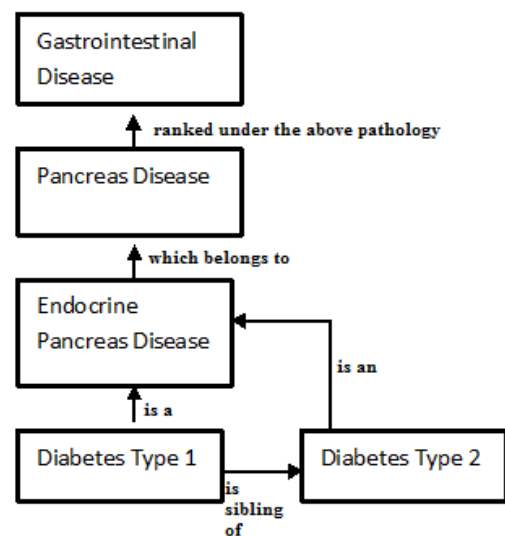 Gastrointestinal
Disease
ranked under the above pathology
Pancreas Disease
which belongs to
Endocrine
Pancreas Disease
is an
is a
Diabetes Type 1
Diabetes Type 2
is
sibling
of